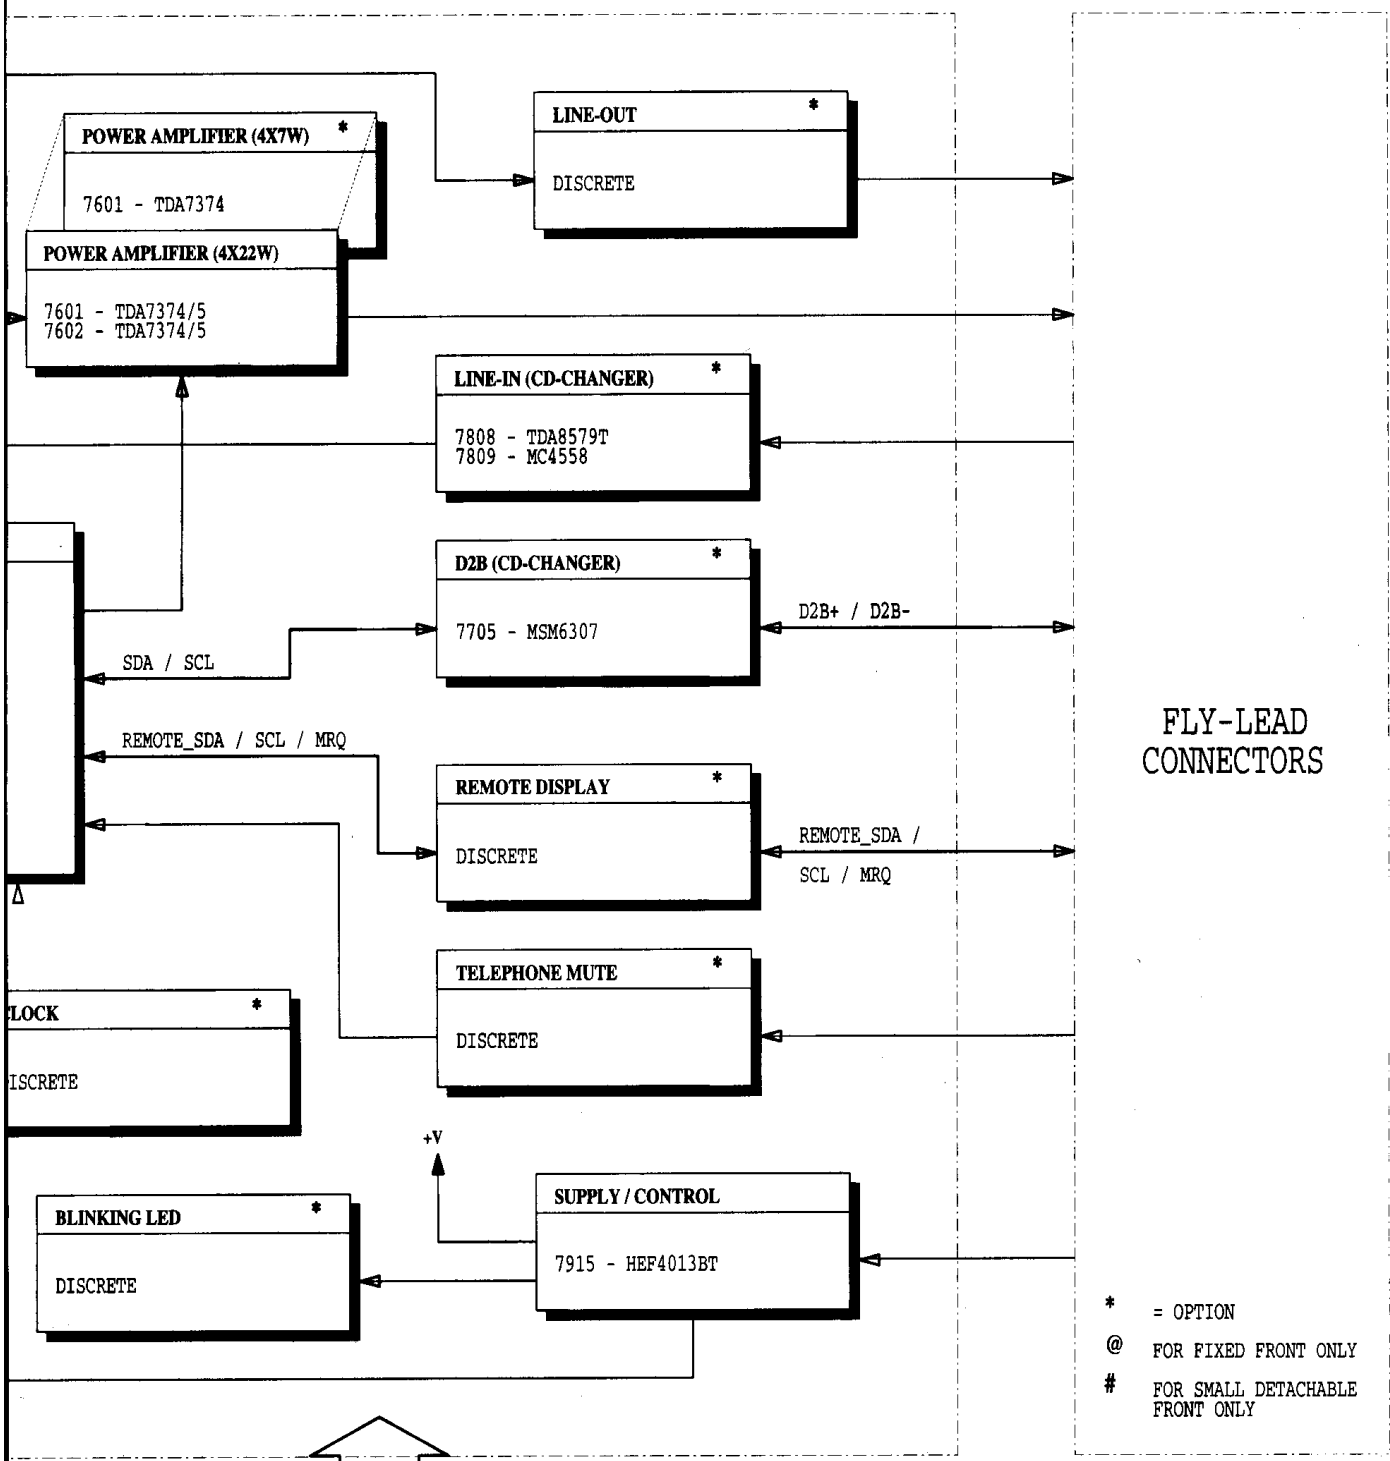 LINE-OUT *
DISCRETE
POWER AMPLIFIER (4X7W) *
7601 - TDA7374
POWER AMPLIFIER (4X22W)
7601 - TDA7374/5
7602 - TDA7374/5
LINE-IN (CD-CHANGER) *
7808 - TDA8579T
7809 - MC4558
D2B (CD-CHANGER) *
7705 - MSM6307
D2B+ / D2B-
SDA / SCL
REMOTE_SDA / SCL / MRQ
REMOTE DISPLAY *
DISCRETE
REMOTE_SDA /
SCL / MRQ
FLY-LEAD
CONNECTORS
TELEPHONE MUTE *
DISCRETE
CLOCK *
ISCRETE
+V
SUPPLY / CONTROL
7915 - HEF4013BT
BLINKING LED *
DISCRETE
* = OPTION
@ FOR FIXED FRONT ONLY
# FOR SMALL DETACHABLE
FRONT ONLY